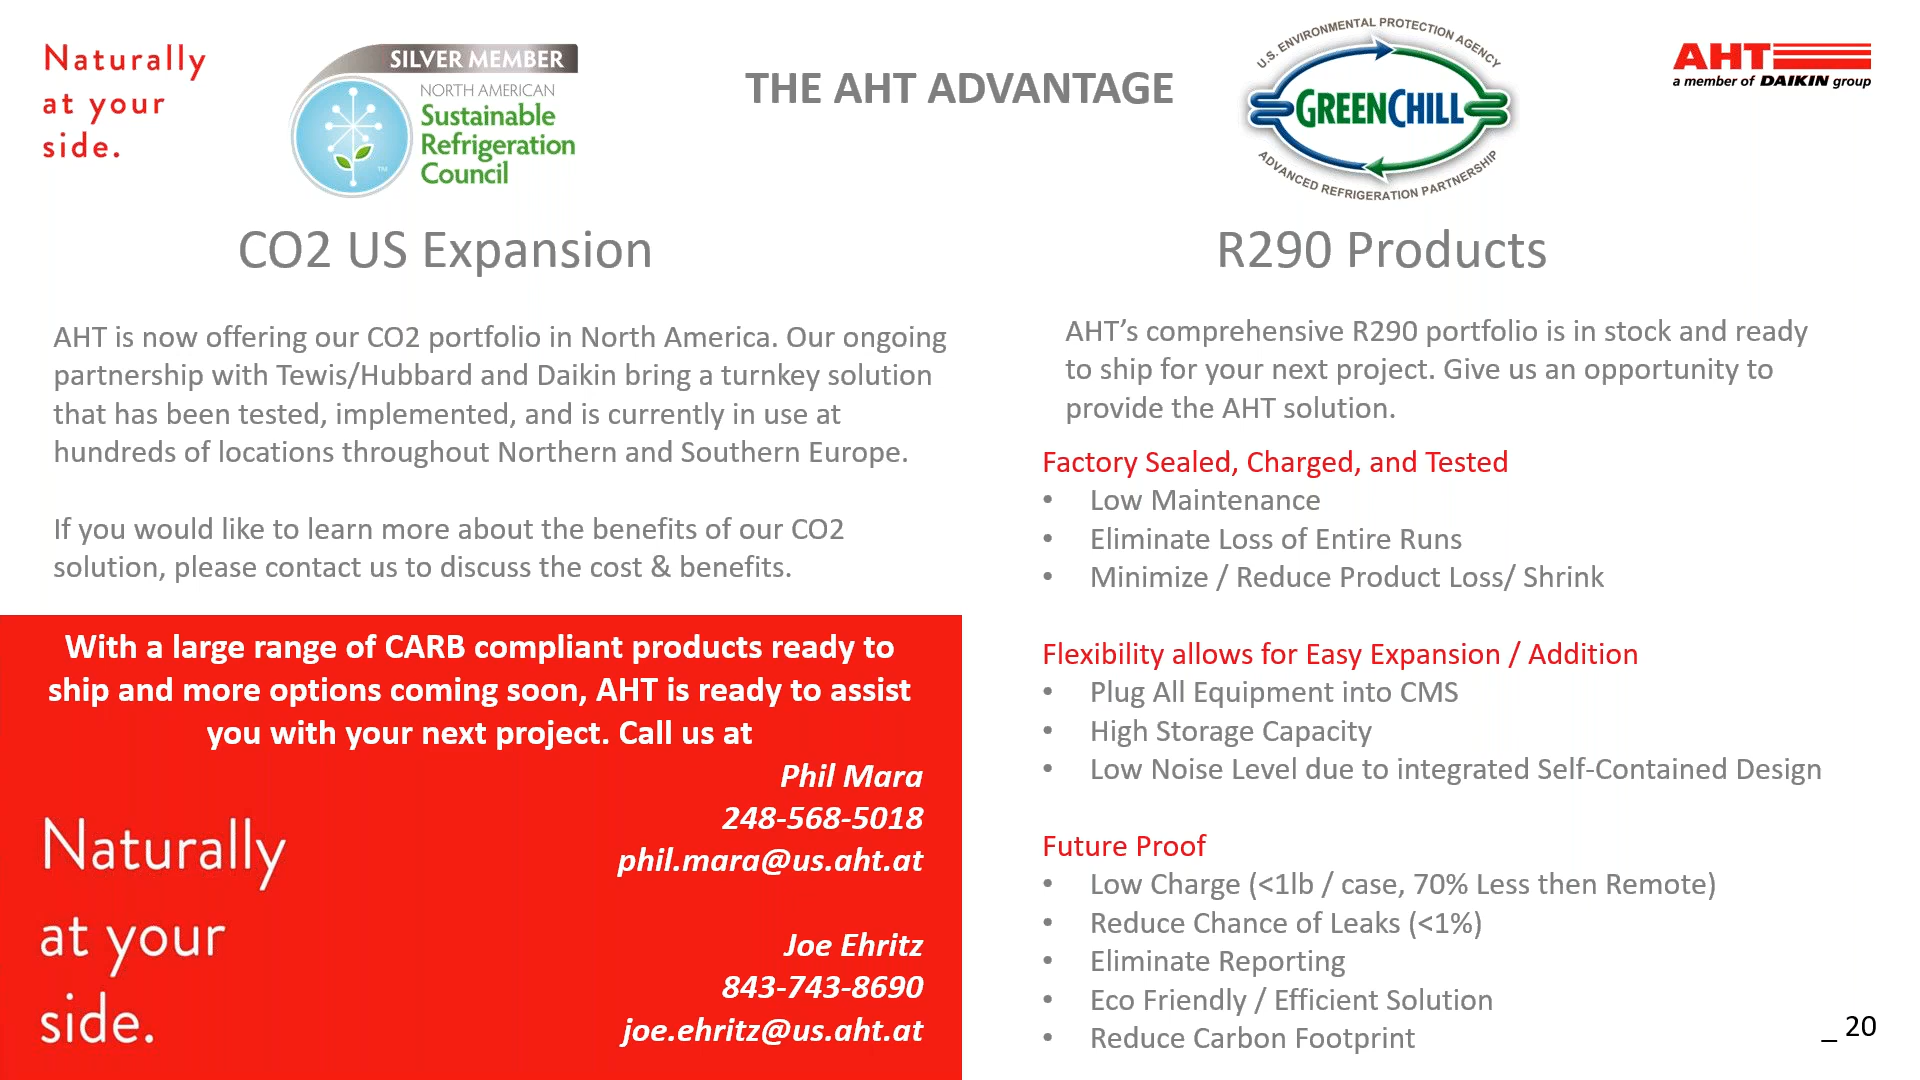 Naturally
at your
side.
SILVER MEMBER
NORTH AMERICAN
Sustainable
Refrigeration
Council
TM
THE AHT ADVANTAGE
U.S. ENVIRONMENTAL PROTECTION AGENCY
GREENCHILL
ADVANCED REFRIGERATION PARTNERSHIP
AHT
a member of DAIKIN group
CO2 US Expansion
AHT is now offering our CO2 portfolio in North America. Our ongoing
partnership with Tewis/Hubbard and Daikin bring a turnkey solution
that has been tested, implemented, and is currently in use at
hundreds of locations throughout Northern and Southern Europe.
If you would like to learn more about the benefits of our CO2
solution, please contact us to discuss the cost & benefits.
With a large range of CARB compliant products ready to
ship and more options coming soon, AHT is ready to assist
you with your next project. Call us at
Phil Mara
248-568-5018
phil.mara@us.aht.at
Joe Ehritz
843-743-8690
joe.ehritz@us.aht.at
Naturally
at your
side.
R290 Products
AHT’s comprehensive R290 portfolio is in stock and ready
to ship for your next project. Give us an opportunity to
provide the AHT solution.
Factory Sealed, Charged, and Tested
• Low Maintenance
• Eliminate Loss of Entire Runs
• Minimize / Reduce Product Loss/ Shrink
Flexibility allows for Easy Expansion / Addition
• Plug All Equipment into CMS
• High Storage Capacity
• Low Noise Level due to integrated Self-Contained Design
Future Proof
• Low Charge (<1lb / case, 70% Less then Remote)
• Reduce Chance of Leaks (<1%)
• Eliminate Reporting
• Eco Friendly / Efficient Solution
• Reduce Carbon Footprint
_ 20